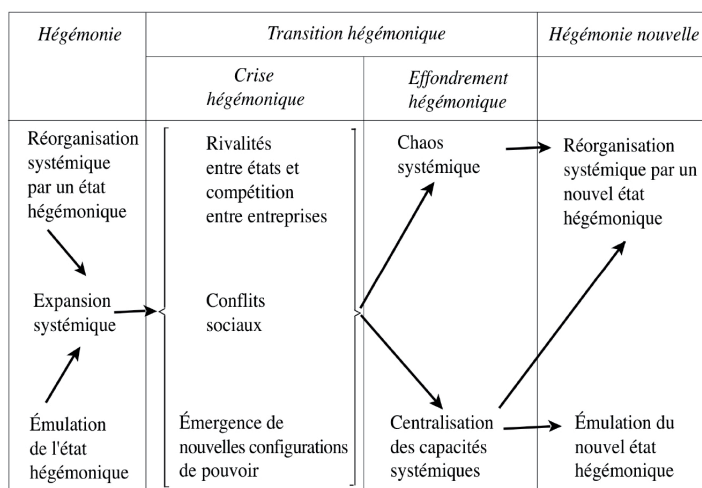 Hégémonie
Transition hégémonique
Hégémonie nouvelle
Crise
hégémonique
Effondrement
hégémonique
Réorganisation
systémique
par un état
hégémonique
Expansion
systémique
Émulation
de l'état
hégémonique
Rivalités
entre états et
compétition
entre entreprises
Conflits
sociaux
Émergence de
nouvelles configurations
de pouvoir
Chaos
systémique
Centralisation
des capacités
systémiques
Réorganisation
systémique par un
nouvel état
hégémonique
Émulation du
nouvel état
hégémonique